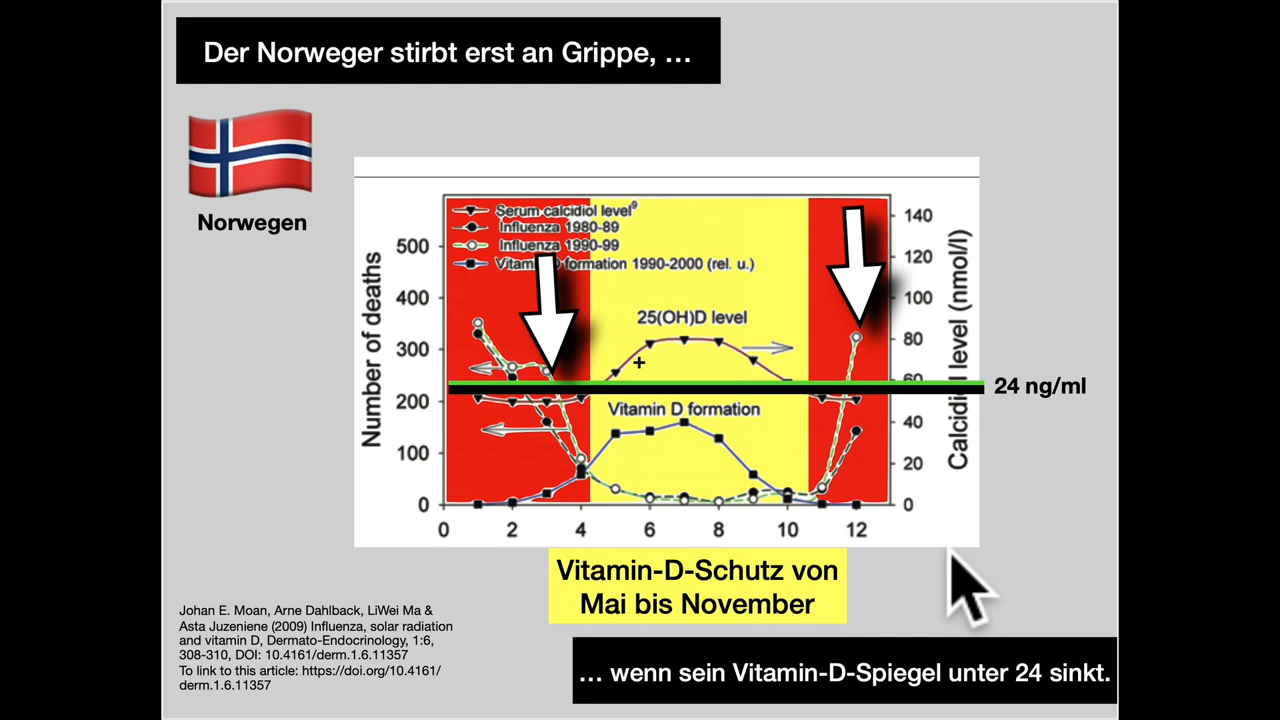 Der Norweger stirbt erst an Grippe, …
Norwegen
Serum calcidiol level⁹
Influenza 1980-89
Influenza 1990-99
formation 1990-2000 (rel. u.)
25(OH)D level
Vitamin D formation
Number of deaths
500
400
300
200
100
0
0 2 4 6 8 10 12
140
120
100
80
60
40
20
0
level (nmol/l)
24 ng/ml
Vitamin-D-Schutz von
Mai bis November
Johan E. Moan, Arne Dahlback, LiWei Ma &
Asta Juzeniene (2009) Influenza, solar radiation
and vitamin D, Dermato-Endocrinology, 1:6,
308-310, DOI: 10.4161/derm.1.6.11357
To link to this article: https://doi.org/10.4161/
derm.1.6.11357
… wenn sein Vitamin-D-Spiegel unter 24 sinkt.